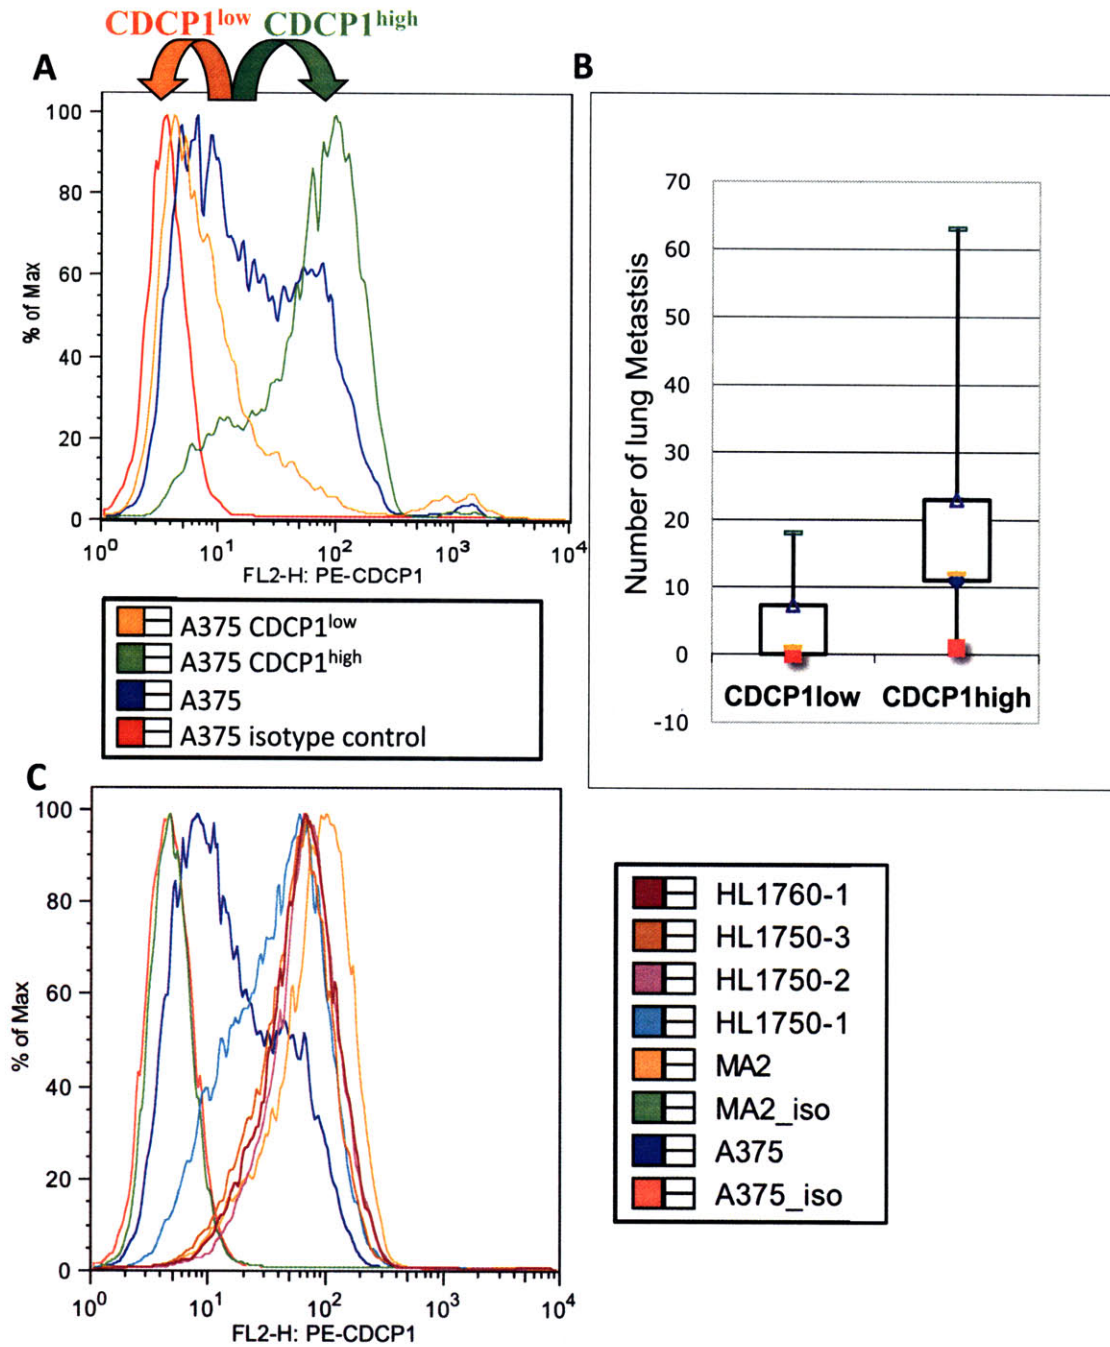 CDCP1low CDCP1high
A
100
80
60
40
20
0
% of Max
10^0 10^1 10^2 10^3 10^4
FL2-H: PE-CDCP1
A375 CDCP1low
A375 CDCP1high
A375
A375 isotype control
B
70
60
50
40
30
20
10
0
-10
Number of lung Metastsis
CDCP1low CDCP1high
C
100
80
60
40
20
0
% of Max
10^0 10^1 10^2 10^3 10^4
FL2-H: PE-CDCP1
HL1760-1
HL1750-3
HL1750-2
HL1750-1
MA2
MA2_iso
A375
A375_iso